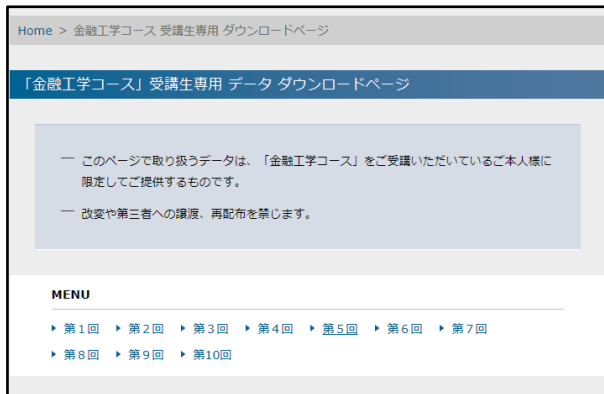 Home > 金融工学コース 受講生専用 ダウンロードページ
「金融工学コース」受講生専用 データ ダウンロードページ
― このページで取り扱うデータは、「金融工学コース」をご受講いただいているご本人様に
限定してご提供するものです。
― 改変や第三者への譲渡、再配布を禁じます。
MENU
第1回 第2回 第3回 第4回 第5回 第6回 第7回
第8回 第9回 第10回